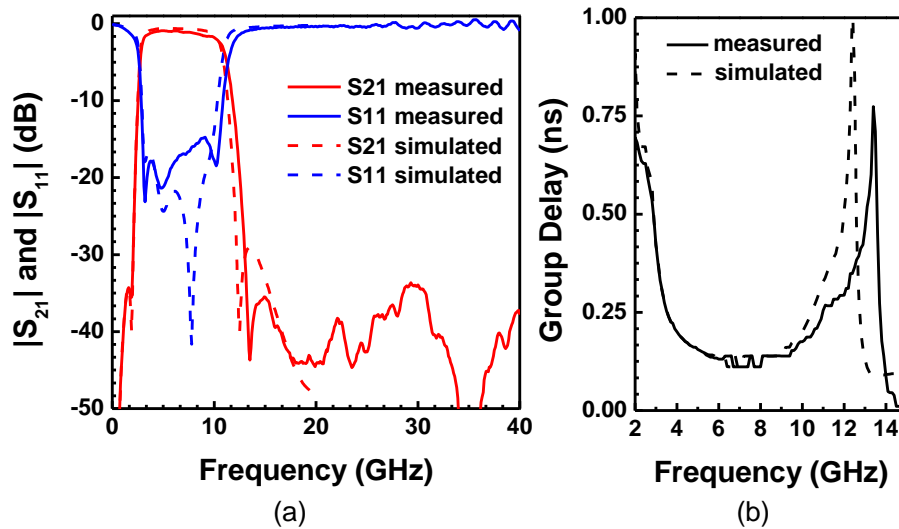 |S21| and |S11| (dB)
0
-10
-20
-30
-40
-50
S21 measured
S11 measured
S21 simulated
S11 simulated
0 10 20 30 40
Frequency (GHz)
(a)
Group Delay (ns)
1.00
0.75
0.50
0.25
0.00
measured
simulated
2 4 6 8 10 12 14
Frequency (GHz)
(b)